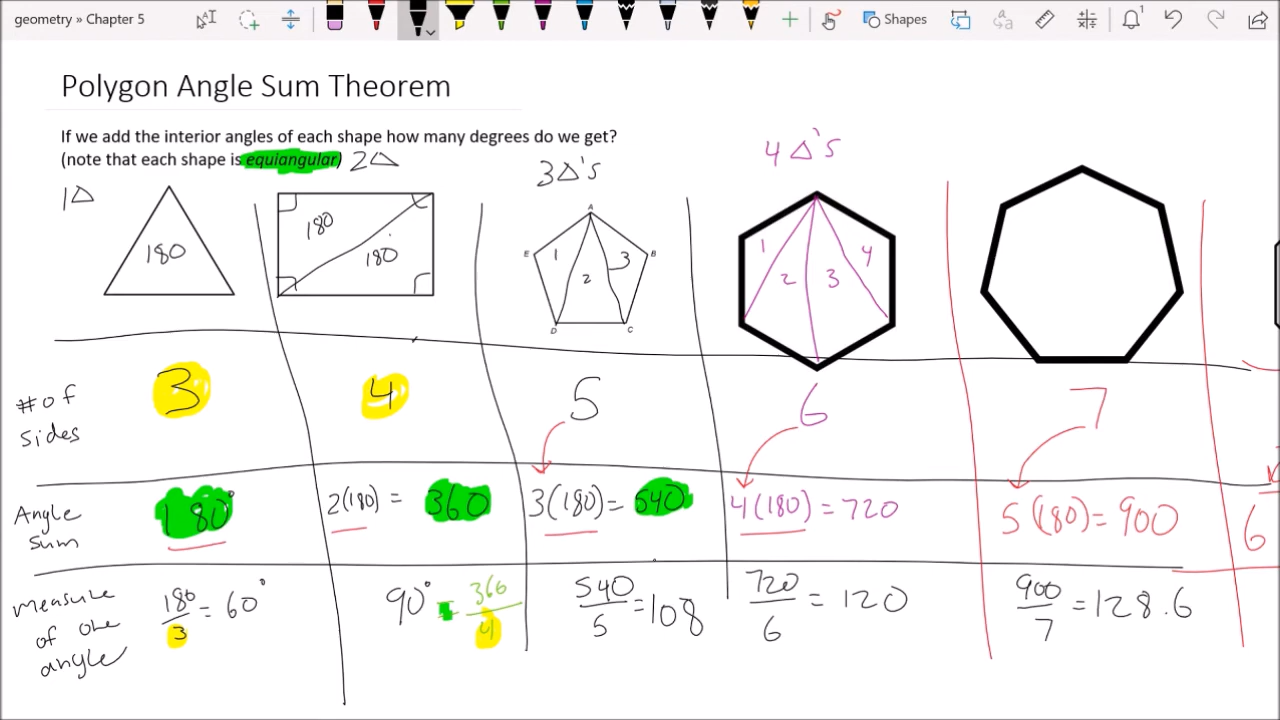 geometry » Chapter 5
Shapes
1
Polygon Angle Sum Theorem
If we add the interior angles of each shape how many degrees do we get?
(note that each shape is equiangular)
1△ 2△ 3△'s 4△'s
180
180
180
A
B
C
D
E
1 2 3
1 2 3 4
# of sides
3 4 5 6 7
Angle sum
180°
2(180) = 360
3(180) = 540
4(180) = 720
5(180) = 900
6
measure of one angle
180/3 = 60°
90° = 360/4
540/5 = 108
720/6 = 120
900/7 = 128.6